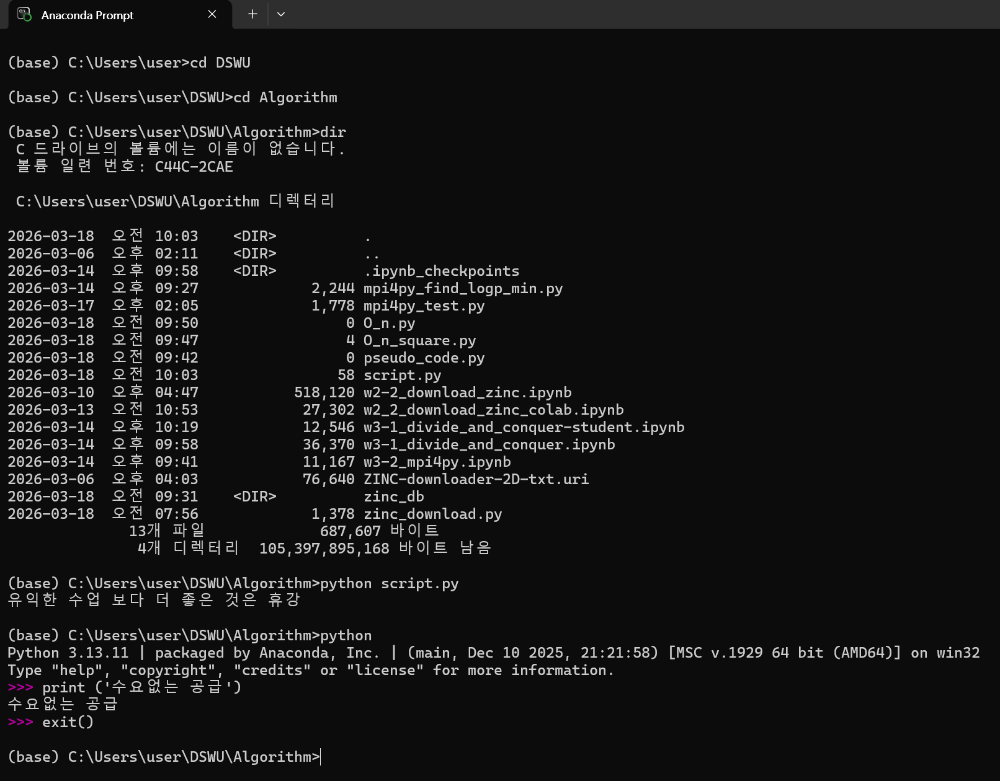 Anaconda Prompt
(base) C:\Users\user>cd DSWU
(base) C:\Users\user\DSWU>cd Algorithm
(base) C:\Users\user\DSWU\Algorithm>dir
 C 드라이브의 볼륨에는 이름이 없습니다.
 볼륨 일련 번호: C44C-2CAE
 C:\Users\user\DSWU\Algorithm 디렉터리
2026-03-18  오전 10:03    <DIR>          .
2026-03-06  오후 02:11    <DIR>          ..
2026-03-14  오후 09:58    <DIR>          .ipynb_checkpoints
2026-03-14  오후 09:27             2,244 mpi4py_find_logp_min.py
2026-03-17  오후 02:05             1,778 mpi4py_test.py
2026-03-18  오전 09:50                 0 O_n.py
2026-03-18  오전 09:47                 4 O_n_square.py
2026-03-18  오전 09:42                 0 pseudo_code.py
2026-03-18  오전 10:03                58 script.py
2026-03-10  오후 04:47           518,120 w2-2_download_zinc.ipynb
2026-03-13  오전 10:53            27,302 w2_2_download_zinc_colab.ipynb
2026-03-14  오후 10:19            12,546 w3-1_divide_and_conquer-student.ipynb
2026-03-14  오후 09:58            36,370 w3-1_divide_and_conquer.ipynb
2026-03-14  오후 09:41            11,167 w3-2_mpi4py.ipynb
2026-03-06  오후 04:03            76,640 ZINC-downloader-2D-txt.uri
2026-03-18  오전 09:31    <DIR>          zinc_db
2026-03-18  오전 07:56             1,378 zinc_download.py
              13개 파일             687,607 바이트
               4개 디렉터리  105,397,895,168 바이트 남음
(base) C:\Users\user\DSWU\Algorithm>python script.py
유익한 수업 보다 더 좋은 것은 휴강
(base) C:\Users\user\DSWU\Algorithm>python
Python 3.13.11 | packaged by Anaconda, Inc. | (main, Dec 10 2025, 21:21:58) [MSC v.1929 64 bit (AMD64)] on win32
Type "help", "copyright", "credits" or "license" for more information.
>>> print ('수요없는 공급')
수요없는 공급
>>> exit()
(base) C:\Users\user\DSWU\Algorithm>